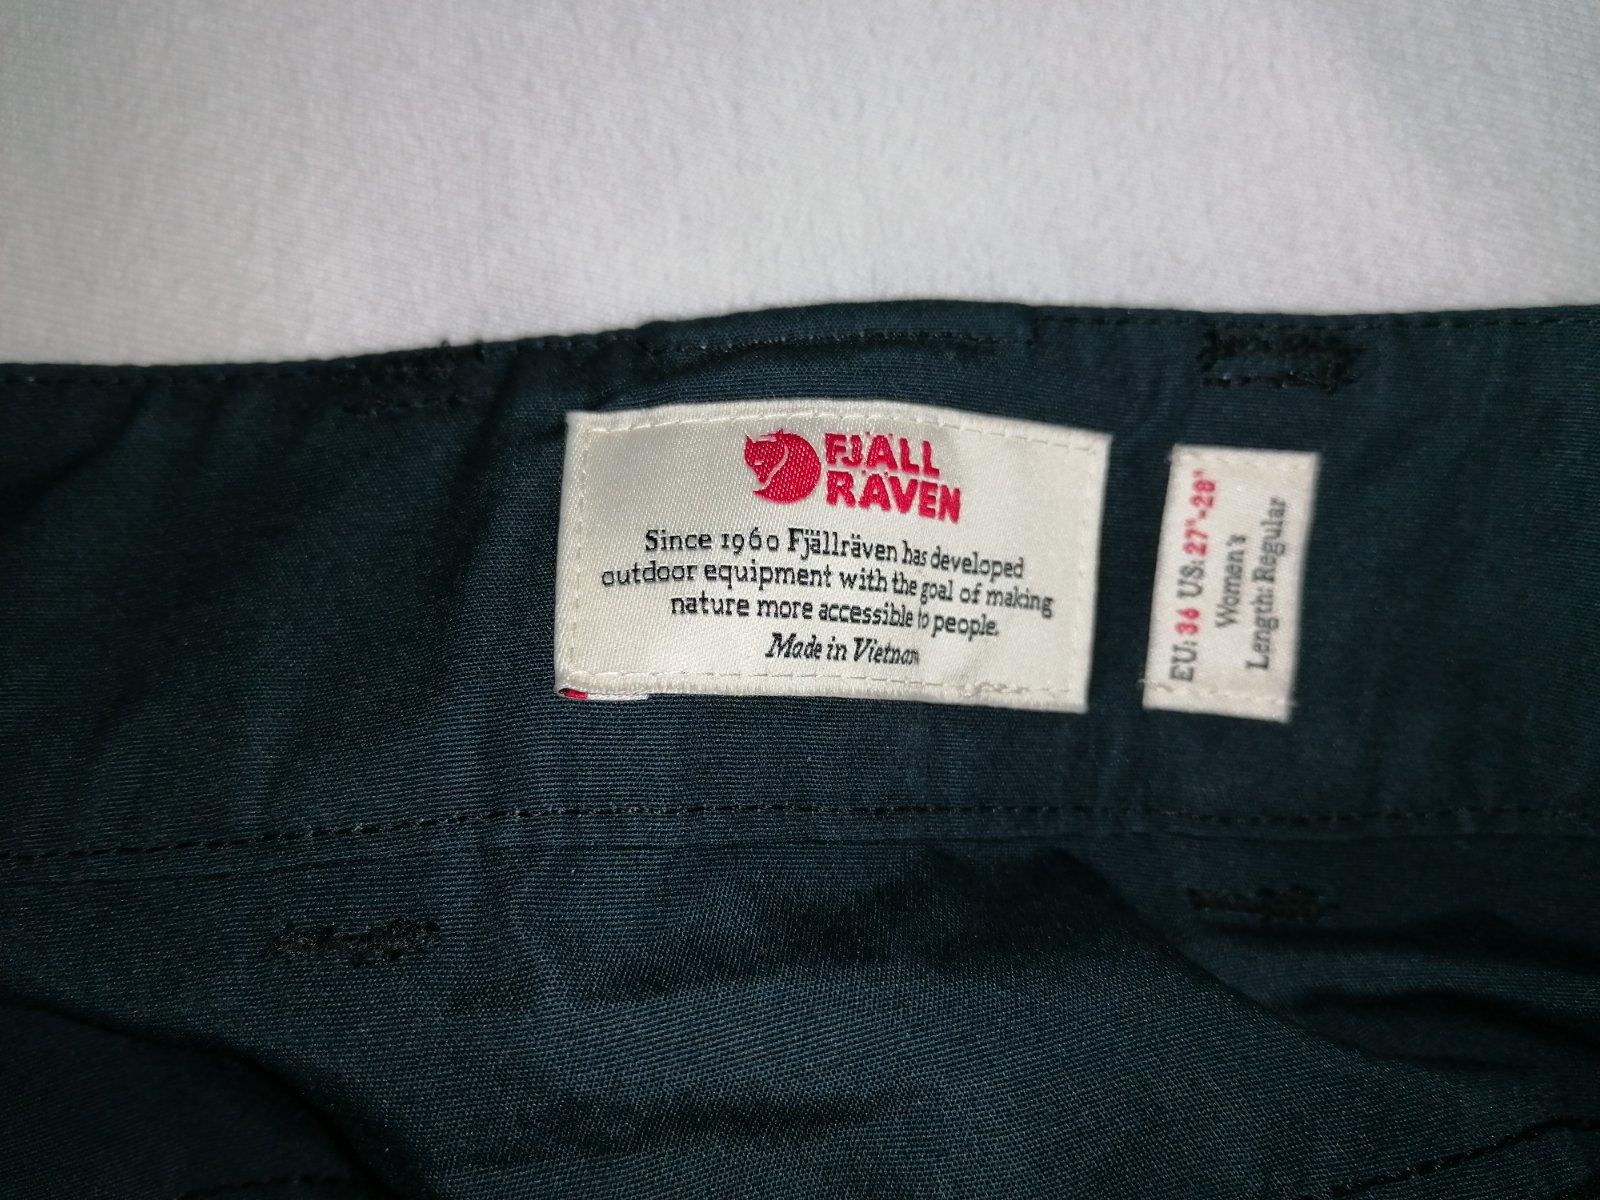 FJÄLL
RÄVEN
Since 1960 Fjällräven has developed
outdoor equipment with the goal of making
nature more accessible to people.
Made in Vietnam
EU: 36 US: 27"-28"
Women's
Length: Regular